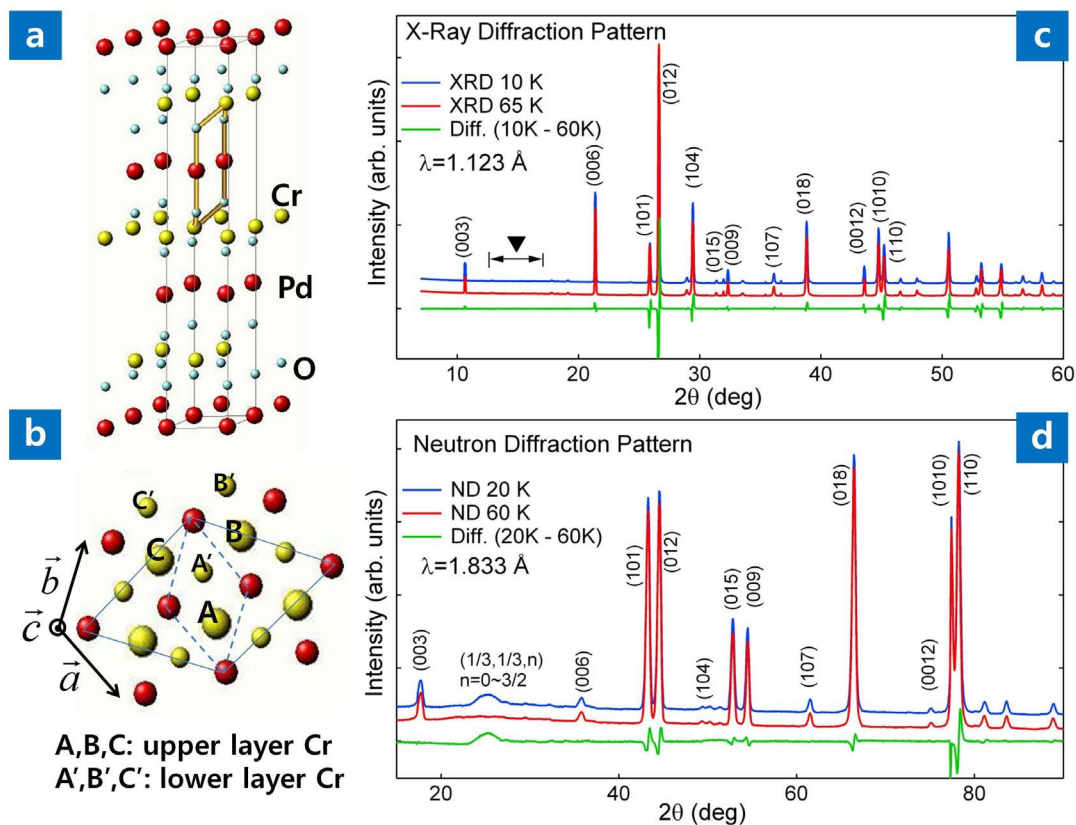 a
Cr
Pd
O
b
C′
B′
C
B
A′
A
b
c
a
A,B,C: upper layer Cr
A′,B′,C′: lower layer Cr
c
X-Ray Diffraction Pattern
XRD 10 K
XRD 65 K
Diff. (10K - 60K)
λ=1.123 Å
Intensity (arb. units)
(003)
(006)
(101)
(012)
(104)
(015)
(009)
(107)
(018)
(0012)
(1010)
(110)
10
20
30
40
50
60
2θ (deg)
d
Neutron Diffraction Pattern
ND 20 K
ND 60 K
Diff. (20K - 60K)
λ=1.833 Å
Intensity (arb. units)
(003)
(1/3,1/3,n)
n=0~3/2
(006)
(101)
(012)
(104)
(015)
(009)
(107)
(018)
(0012)
(1010)
(110)
20
40
60
80
2θ (deg)